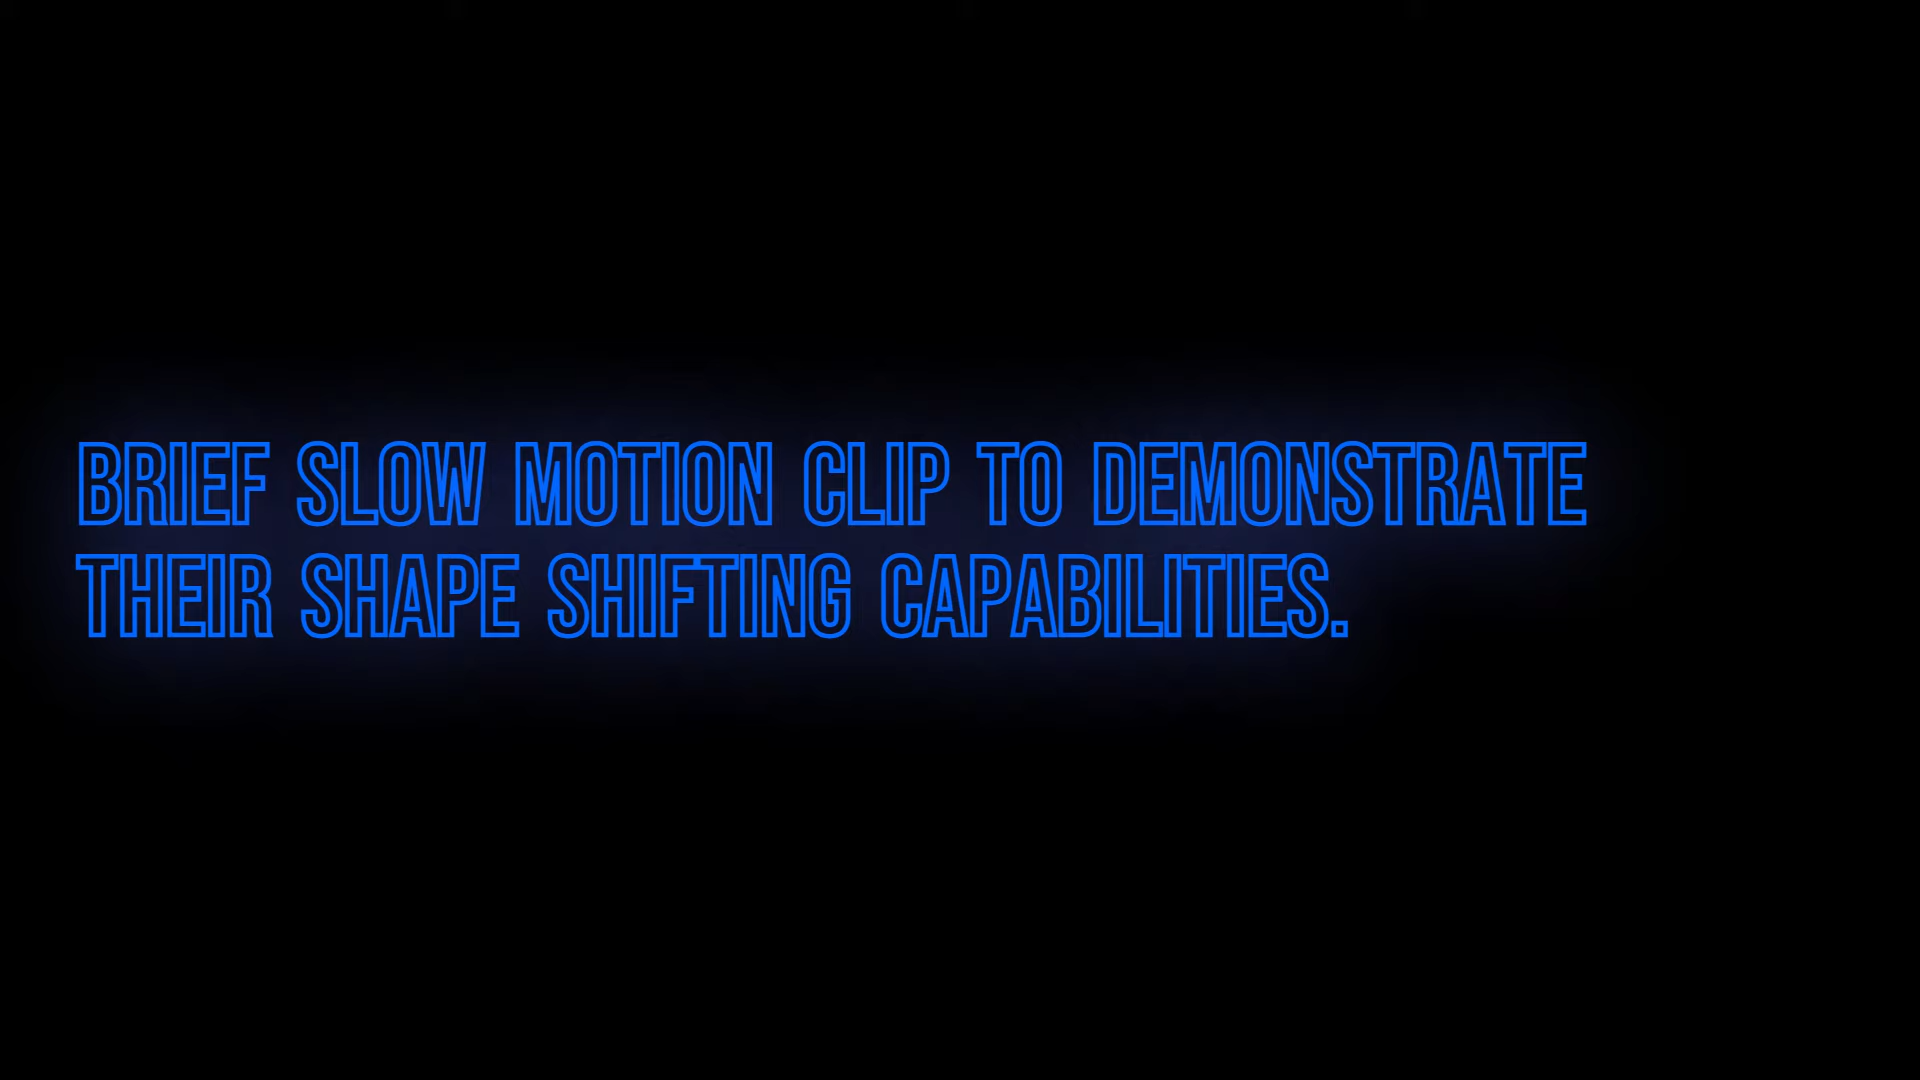 BRIEF SLOW MOTION CLIP TO DEMONSTRATE
THEIR SHAPE SHIFTING CAPABILITIES.